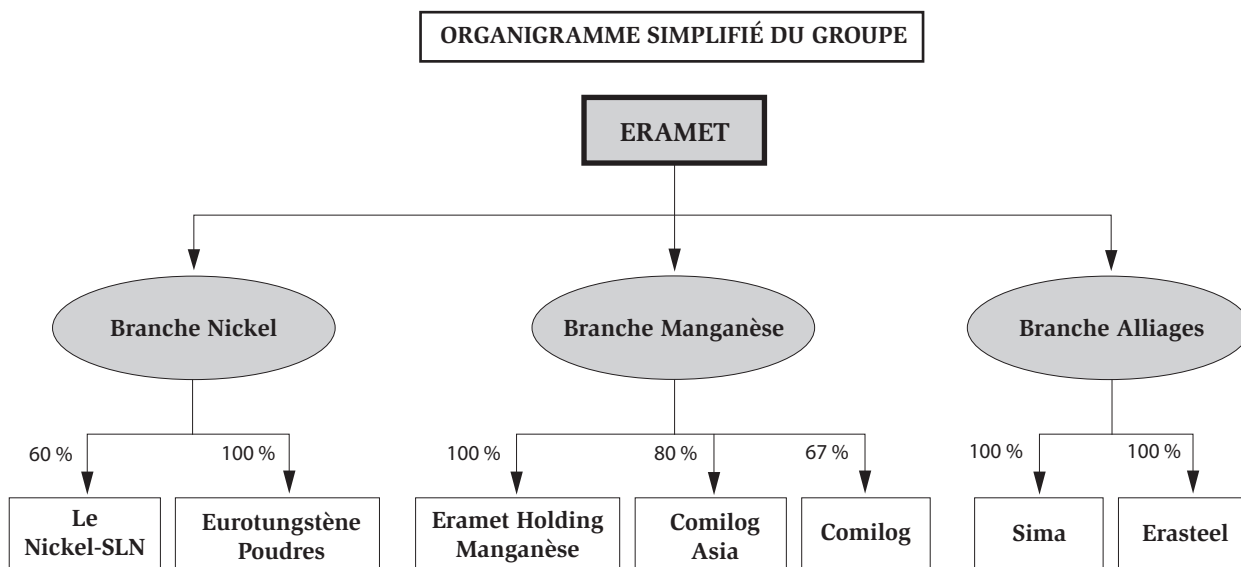 ORGANIGRAMME SIMPLIFIÉ DU GROUPE
ERAMET
Branche Nickel
Branche Manganèse
Branche Alliages
60 %
100 %
100 %
80 %
67 %
100 %
100 %
Le
Nickel-SLN
Eurotungstène
Poudres
Eramet Holding
Manganèse
Comilog
Asia
Comilog
Sima
Erasteel